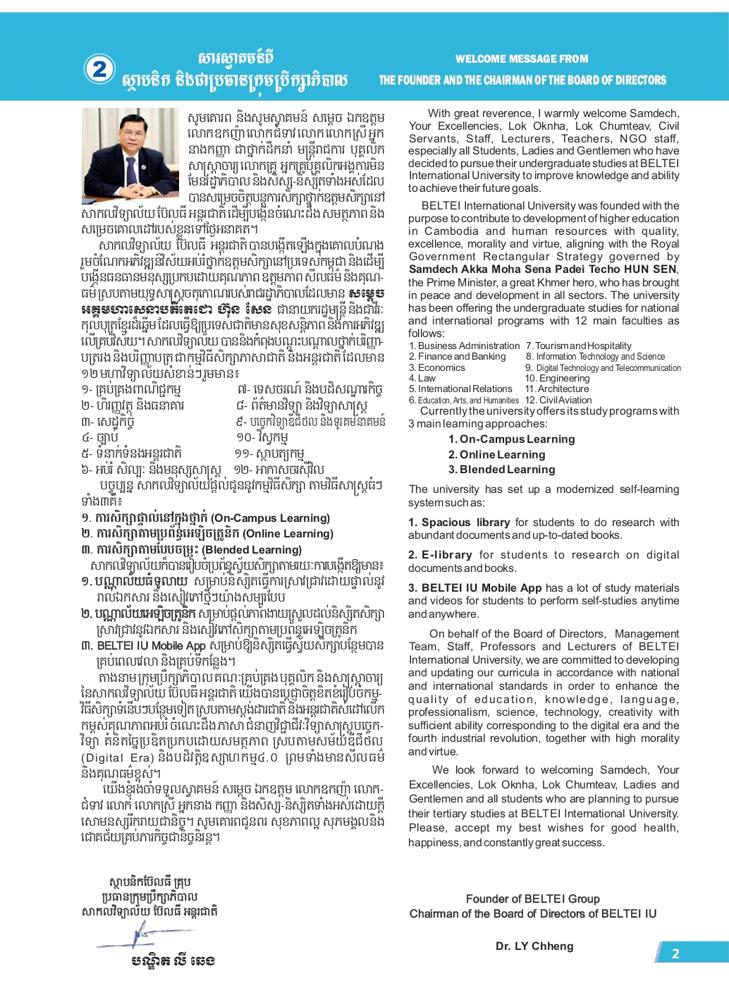 2
សារស្វាគមន៍ពី
ស្ថាបនិក និងជាប្រធានក្រុមប្រឹក្សាភិបាល
WELCOME MESSAGE FROM
THE FOUNDER AND THE CHAIRMAN OF THE BOARD OF DIRECTORS
សូមគោរព និងសូមស្វាគមន៍ សម្តេច ឯកឧត្តម
លោកឧកញ៉ា លោកជំទាវ លោក លោកស្រី អ្នក
នាងកញ្ញា ជាថ្នាក់ដឹកនាំ មន្ត្រីរាជការ បុគ្គលិក
សាស្ត្រាចារ្យ លោកគ្រូ អ្នកគ្រូ បុគ្គលិកអង្គការមិន
មែនរដ្ឋាភិបាល និងសិស្ស-និស្សិតទាំងអស់ដែល
បានសម្រេចចិត្តបន្តការសិក្សាថ្នាក់ឧត្តមសិក្សានៅ
សាកលវិទ្យាល័យ ប៊ែលធី អន្តរជាតិ ដើម្បីបង្កើនចំណេះដឹង សមត្ថភាព និង
សម្រេចគោលដៅរបស់ខ្លួនទៅថ្ងៃអនាគត។
សាកលវិទ្យាល័យ ប៊ែលធី អន្តរជាតិ បានបង្កើតឡើងក្នុងគោលបំណង
រួមចំណែកអភិវឌ្ឍន៍វិស័យអប់រំថ្នាក់ឧត្តមសិក្សានៅប្រទេសកម្ពុជា និងដើម្បី
បង្កើនធនធានមនុស្សប្រកបដោយគុណភាព ឧត្តមភាព សីលធម៌ និងគុណ-
ធម៌ ស្របតាមយុទ្ធសាស្ត្រចតុកោណរបស់រាជរដ្ឋាភិបាលដែលមាន សម្តេច
អគ្គមហាសេនាបតីតេជោ ហ៊ុន សែន ជានាយករដ្ឋមន្ត្រី និងជាវីរៈ
កុលបុត្រខ្មែរដ៏ឆ្នើម ដែលធ្វើឱ្យប្រទេសជាតិមានសុខសន្តិភាព និងការអភិវឌ្ឍ
លើគ្រប់វិស័យ។ សាកលវិទ្យាល័យ បាននិងកំពុងបណ្តុះបណ្តាលថ្នាក់បរិញ្ញា-
បត្ររង និងបរិញ្ញាបត្រ ជាកម្មវិធីសិក្សាភាសាជាតិ និងអន្តរជាតិ ដែលមាន
១២ មហាវិទ្យាល័យសំខាន់ៗរួមមាន៖
១- គ្រប់គ្រងពាណិជ្ជកម្ម ៧- ទេសចរណ៍ និងបដិសណ្ឋារកិច្ច
២- ហិរញ្ញវត្ថុ និងធនាគារ ៨- ព័ត៌មានវិទ្យា និងវិទ្យាសាស្ត្រ
៣- សេដ្ឋកិច្ច ៩- បច្ចេកវិទ្យាឌីជីថល និងទូរគមនាគមន៍
៤- ច្បាប់ ១០- វិស្វកម្ម
៥- ទំនាក់ទំនងអន្តរជាតិ ១១- ស្ថាបត្យកម្ម
៦- អប់រំ សិល្បៈ និងមនុស្សសាស្ត្រ ១២- អាកាសចរស៊ីវិល
បច្ចុប្បន្ន សាកលវិទ្យាល័យផ្តល់ជូននូវកម្មវិធីសិក្សា តាមវិធីសាស្ត្រធំៗ
ទាំង៣គឺ៖
១. ការសិក្សាផ្ទាល់នៅក្នុងថ្នាក់ (On-Campus Learning)
២. ការសិក្សាតាមប្រព័ន្ធអេឡិចត្រូនិក (Online Learning)
៣. ការសិក្សាតាមបែបចម្រុះ (Blended Learning)
សាកលវិទ្យាល័យក៏បានរៀបចំប្រព័ន្ធស្វ័យសិក្សាតាមរយៈការបង្កើតឱ្យមាន៖
១. បណ្ណាល័យធំទូលាយ សម្រាប់និស្សិតធ្វើការស្រាវជ្រាវដោយផ្ទាល់នូវ
រាល់ឯកសារ និងសៀវភៅថ្មីៗយ៉ាងសម្បូរបែប
២. បណ្ណាល័យអេឡិចត្រូនិក សម្រាប់ផ្តល់ភាពងាយស្រួលដល់និស្សិតសិក្សា
ស្រាវជ្រាវនូវឯកសារ និងសៀវភៅសិក្សាតាមប្រព័ន្ធអេឡិចត្រូនិក
៣. BELTEI IU Mobile App សម្រាប់ឱ្យនិស្សិតធ្វើស្វ័យសិក្សាបន្ថែមបាន
គ្រប់ពេលវេលា និងគ្រប់ទីកន្លែង។
តាងនាមក្រុមប្រឹក្សាភិបាល គណៈគ្រប់គ្រង បុគ្គលិក និងសាស្ត្រាចារ្យ
នៃសាកលវិទ្យាល័យ ប៊ែលធី អន្តរជាតិ យើងបានប្តេជ្ញាចិត្តខិតខំរៀបចំកម្ម-
វិធីសិក្សាទំនើបៗបន្ថែមទៀត ស្របតាមស្តង់ដារជាតិ និងអន្តរជាតិសំដៅលើក
កម្ពស់គុណភាពអប់រំ ចំណេះដឹង ភាសា ជំនាញវិជ្ជាជីវៈ វិទ្យាសាស្ត្រ បច្ចេក-
វិទ្យា គំនិតច្នៃប្រឌិតប្រកបដោយសមត្ថភាព ស្របតាមសម័យឌីជីថល
(Digital Era) និងបដិវត្តិឧស្សាហកម្ម៤.០ ព្រមទាំងមានសីលធម៌
និងគុណធម៌ខ្ពស់។
យើងខ្ញុំរង់ចាំទទួលស្វាគមន៍ សម្តេច ឯកឧត្តម លោកឧកញ៉ា លោក-
ជំទាវ លោក លោកស្រី អ្នកនាង កញ្ញា និងសិស្ស-និស្សិតទាំងអស់ដោយក្តី
សោមនស្សរីករាយជានិច្ច។ សូមគោរពជូនពរ សុខភាពល្អ សុភមង្គល និង
ជោគជ័យគ្រប់ភារកិច្ចជានិច្ចនិរន្ត។
ស្ថាបនិកប៊ែលធី គ្រុប
ប្រធានក្រុមប្រឹក្សាភិបាល
សាកលវិទ្យាល័យ ប៊ែលធី អន្តរជាតិ
បណ្ឌិត លី ឆេង
With great reverence, I warmly welcome Samdech,
Your Excellencies, Lok Oknha, Lok Chumteav, Civil
Servants, Staff, Lecturers, Teachers, NGO staff,
especially all Students, Ladies and Gentlemen who have
decided to pursue their undergraduate studies at BELTEI
International University to improve knowledge and ability
to achieve their future goals.
BELTEI International University was founded with the
purpose to contribute to development of higher education
in Cambodia and human resources with quality,
excellence, morality and virtue, aligning with the Royal
Government Rectangular Strategy governed by
Samdech Akka Moha Sena Padei Techo HUN SEN,
the Prime Minister, a great Khmer hero, who has brought
in peace and development in all sectors. The university
has been offering the undergraduate studies for national
and international programs with 12 main faculties as
follows:
1. Business Administration 7. Tourism and Hospitality
2. Finance and Banking 8. Information Technology and Science
3. Economics 9. Digital Technology and Telecommunication
4. Law 10. Engineering
5. International Relations 11. Architecture
6. Education, Arts, and Humanities 12. Civil Aviation
Currently the university offers its study programs with
3 main learning approaches:
1. On-Campus Learning
2. Online Learning
3. Blended Learning
The university has set up a modernized self-learning
system such as:
1. Spacious library for students to do research with
abundant documents and up-to-dated books.
2. E-library for students to research on digital
documents and books.
3. BELTEI IU Mobile App has a lot of study materials
and videos for students to perform self-studies anytime
and anywhere.
On behalf of the Board of Directors, Management
Team, Staff, Professors and Lecturers of BELTEI
International University, we are committed to developing
and updating our curricula in accordance with national
and international standards in order to enhance the
quality of education, knowledge, language,
professionalism, science, technology, creativity with
sufficient ability corresponding to the digital era and the
fourth industrial revolution, together with high morality
and virtue.
We look forward to welcoming Samdech, Your
Excellencies, Lok Oknha, Lok Chumteav, Ladies and
Gentlemen and all students who are planning to pursue
their tertiary studies at BELTEI International University.
Please, accept my best wishes for good health,
happiness, and constantly great success.
Founder of BELTEI Group
Chairman of the Board of Directors of BELTEI IU
Dr. LY Chheng
2